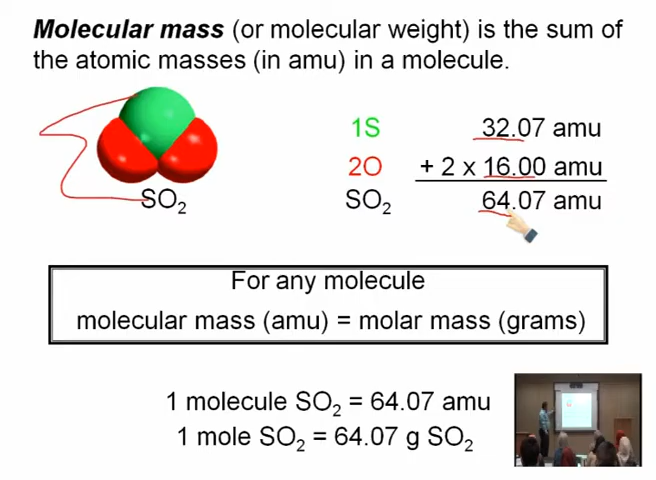 Molecular mass (or molecular weight) is the sum of
the atomic masses (in amu) in a molecule.
1S 32.07 amu
2O + 2 x 16.00 amu
SO₂ SO₂ 64.07 amu
For any molecule
molecular mass (amu) = molar mass (grams)
1 molecule SO₂ = 64.07 amu
1 mole SO₂ = 64.07 g SO₂